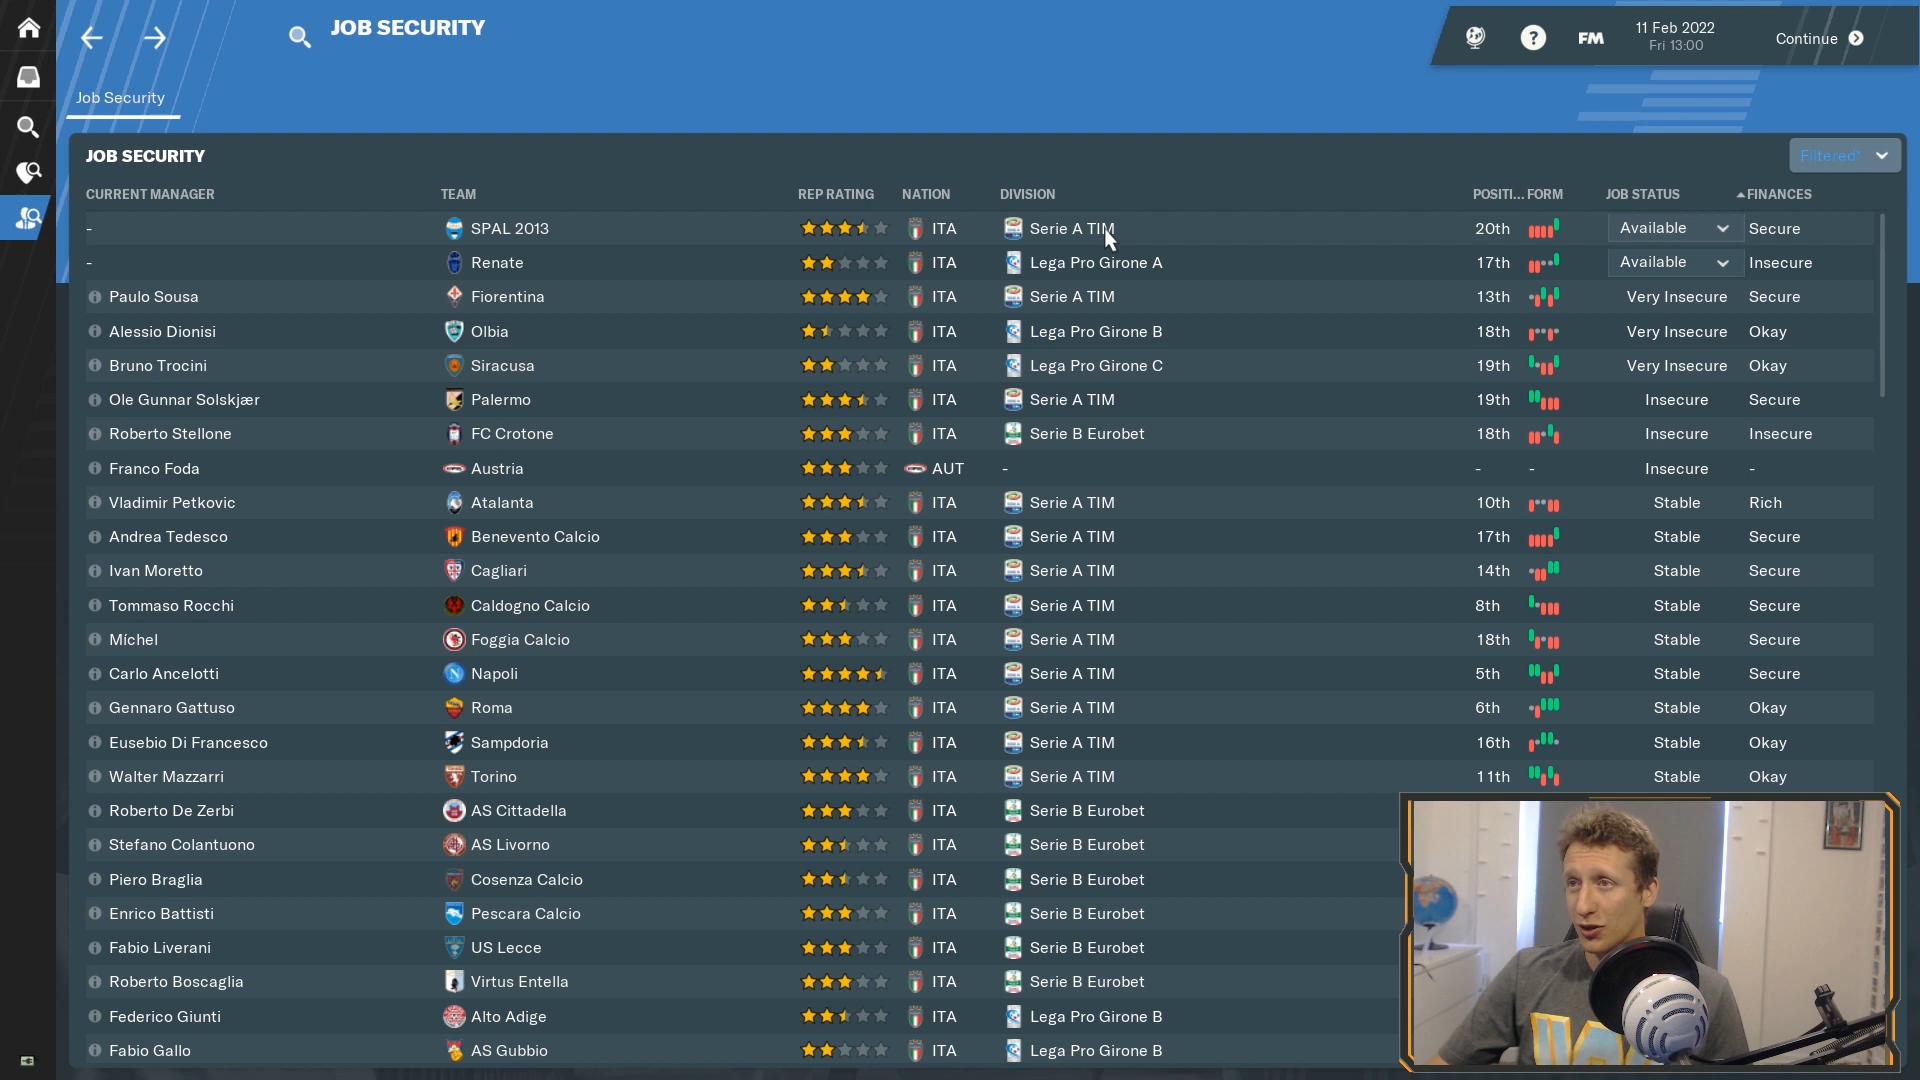 JOB SECURITY
FM
11 Feb 2022
Fri 13:00
Continue
Job Security
JOB SECURITY
Filtered*
CURRENT MANAGER TEAM REP RATING NATION DIVISION POSITI... FORM JOB STATUS FINANCES
- SPAL 2013 ITA Serie A TIM 20th Available Secure
- Renate ITA Lega Pro Girone A 17th Available Insecure
Paulo Sousa Fiorentina ITA Serie A TIM 13th Very Insecure Secure
Alessio Dionisi Olbia ITA Lega Pro Girone B 18th Very Insecure Okay
Bruno Trocini Siracusa ITA Lega Pro Girone C 19th Very Insecure Okay
Ole Gunnar Solskjær Palermo ITA Serie A TIM 19th Insecure Secure
Roberto Stellone FC Crotone ITA Serie B Eurobet 18th Insecure Insecure
Franco Foda Austria AUT - - - Insecure -
Vladimir Petkovic Atalanta ITA Serie A TIM 10th Stable Rich
Andrea Tedesco Benevento Calcio ITA Serie A TIM 17th Stable Secure
Ivan Moretto Cagliari ITA Serie A TIM 14th Stable Secure
Tommaso Rocchi Caldogno Calcio ITA Serie A TIM 8th Stable Secure
Míchel Foggia Calcio ITA Serie A TIM 18th Stable Secure
Carlo Ancelotti Napoli ITA Serie A TIM 5th Stable Secure
Gennaro Gattuso Roma ITA Serie A TIM 6th Stable Okay
Eusebio Di Francesco Sampdoria ITA Serie A TIM 16th Stable Okay
Walter Mazzarri Torino ITA Serie A TIM 11th Stable Okay
Roberto De Zerbi AS Cittadella ITA Serie B Eurobet
Stefano Colantuono AS Livorno ITA Serie B Eurobet
Piero Braglia Cosenza Calcio ITA Serie B Eurobet
Enrico Battisti Pescara Calcio ITA Serie B Eurobet
Fabio Liverani US Lecce ITA Serie B Eurobet
Roberto Boscaglia Virtus Entella ITA Serie B Eurobet
Federico Giunti Alto Adige ITA Lega Pro Girone B
Fabio Gallo AS Gubbio ITA Lega Pro Girone B